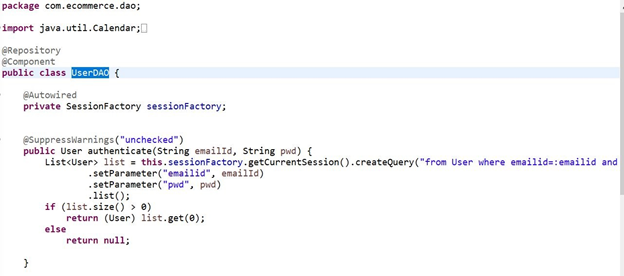 package com.ecommerce.dao;
import java.util.Calendar;
@Repository
@Component
public class UserDAO {
@Autowired
private SessionFactory sessionFactory;
@SuppressWarnings("unchecked")
public User authenticate(String emailId, String pwd) {
List<User> list = this.sessionFactory.getCurrentSession().createQuery("from User where emailid=:emailid and
.setParameter("emailid", emailId)
.setParameter("pwd", pwd)
.list();
if (list.size() > 0)
return (User) list.get(0);
else
return null;
}